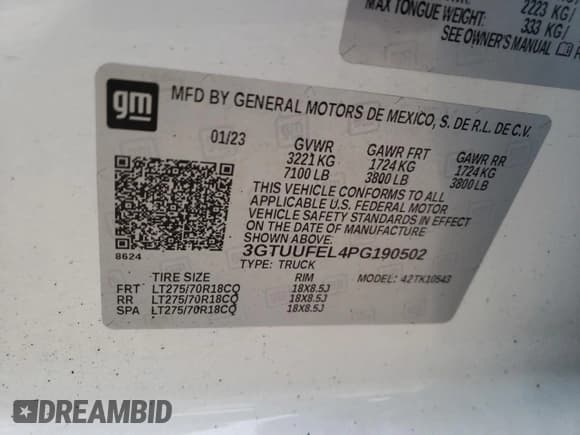 2223 KG/
MAX TONGUE WEIGHT: 333 KG/
SEE OWNER'S MANUAL
gm
MFD BY GENERAL MOTORS DE MEXICO, S. DE R.L. DE C.V.
01/23 GVWR GAWR FRT GAWR RR
3221 KG 1724 KG 1724 KG
7100 LB 3800 LB 3800 LB
THIS VEHICLE CONFORMS TO ALL
APPLICABLE U.S. FEDERAL MOTOR
VEHICLE SAFETY STANDARDS IN EFFECT
ON THE DATE OF MANUFACTURE
SHOWN ABOVE.
8624
3GTUUFEL4PG190502
TYPE: TRUCK MODEL: 42TK10543
TIRE SIZE RIM
FRT LT275/70R18CQ 18X8.5J
RR LT275/70R18CQ 18X8.5J
SPA LT275/70R18CQ 18X8.5J
DREAMBID